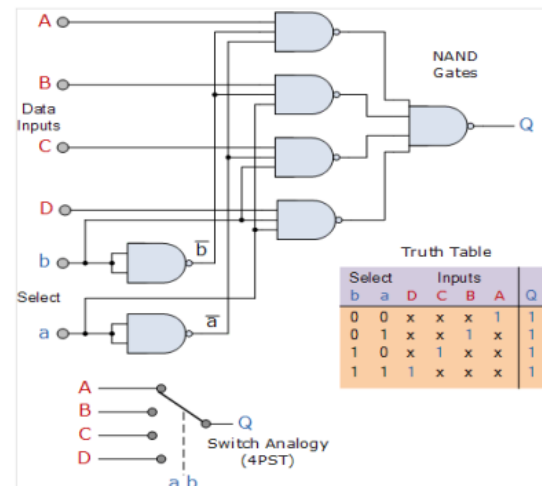 A
B
Data
Inputs
C
D
b
b̅
Select
a
a̅
NAND
Gates
Q
Truth Table
Select Inputs
b a D C B A Q
0 0 x x x 1 1
0 1 x x 1 x 1
1 0 x 1 x x 1
1 1 1 x x x 1
A
B
C
D
Q
Switch Analogy
(4PST)
a b